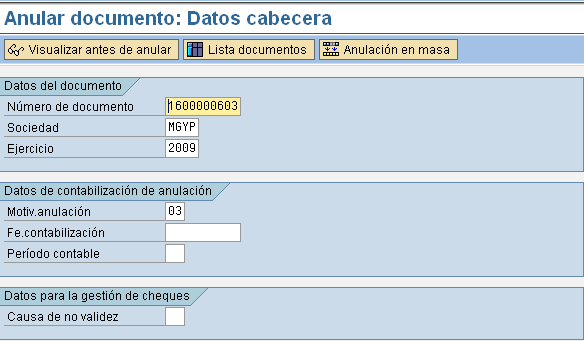 Anular documento: Datos cabecera
Visualizar antes de anular Lista documentos Anulación en masa
Datos del documento
Número de documento 1600000603
Sociedad MGYP
Ejercicio 2009
Datos de contabilización de anulación
Motiv.anulación 03
Fe.contabilización
Período contable
Datos para la gestión de cheques
Causa de no validez